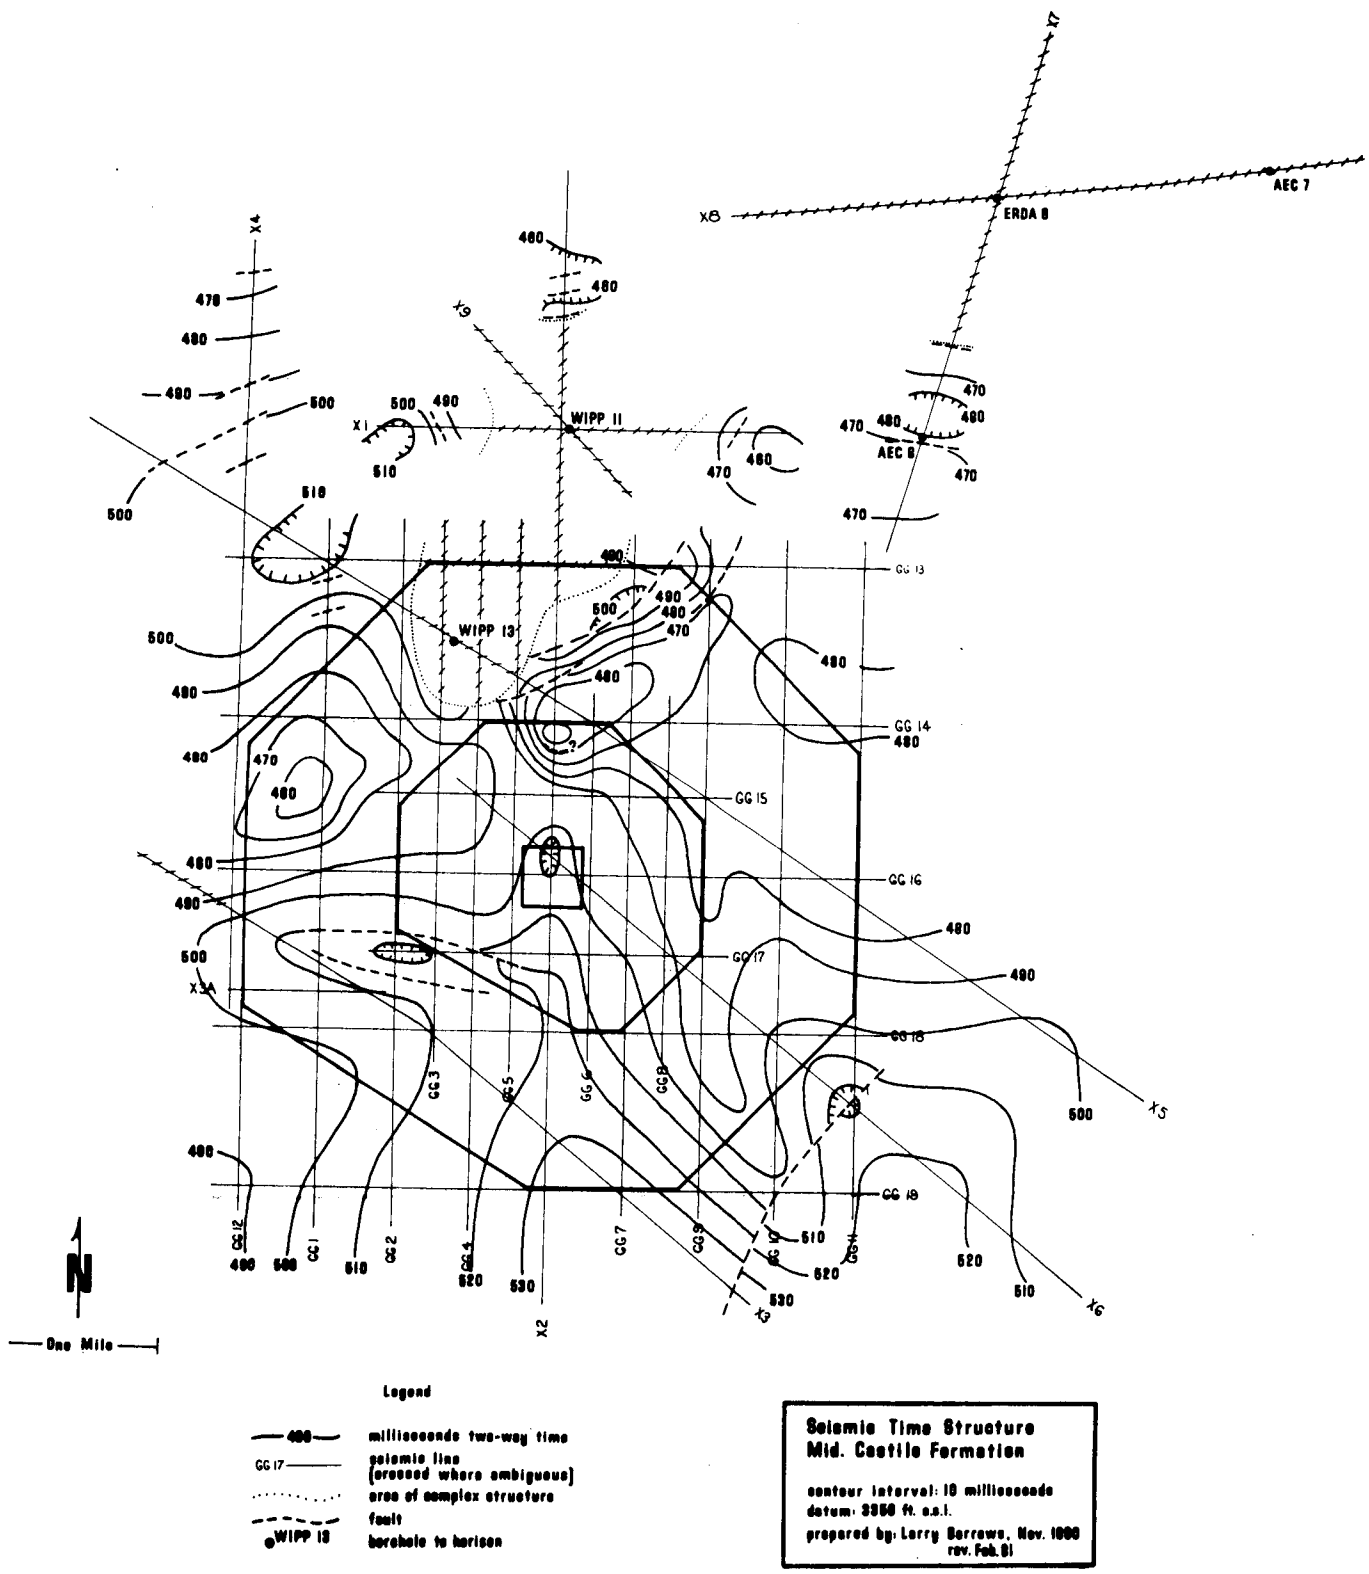 X7
AEC 7
X8
ERDA 8
X4
460
470
460
X9
480
490
500
500
490
X1
WIPP 11
510
470
480
470
AEC 8
470
460
470
510
500
470
490
GG 13
490
500
480
470
WIPP 13
500
480
480
460
GG 14
480
480
470
460
?
GG 15
480
GG 16
490
480
500
GG 17
490
X3A
GG 18
GG 3
GG 5
GG 6
GG 8
500
X5
480
GG 18
GG 12
GG 1
GG 2
GG 4
GG 7
GG 9
GG 10
GG 11
510
490
500
510
520
530
520
520
510
530
X2
X3
X6
N
One Mile
Legend
milliseconds two-way time
GG 17
seismic line
(crossed where ambiguous)
area of complex structure
fault
WIPP 13
borehole to horizon
Seismic Time Structure
Mid. Castile Formation
contour interval: 10 milliseconds
datum: 3350 ft. a.s.l.
prepared by: Larry Barrows, Nov. 1980
rev. Feb. 81